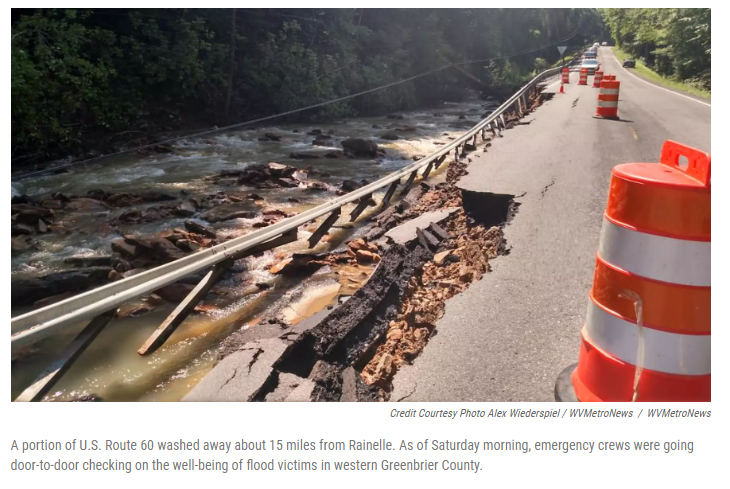 Credit Courtesy Photo Alex Wiederspiel / WVMetroNews / WVMetroNews
A portion of U.S. Route 60 washed away about 15 miles from Rainelle. As of Saturday morning, emergency crews were going
door-to-door checking on the well-being of flood victims in western Greenbrier County.